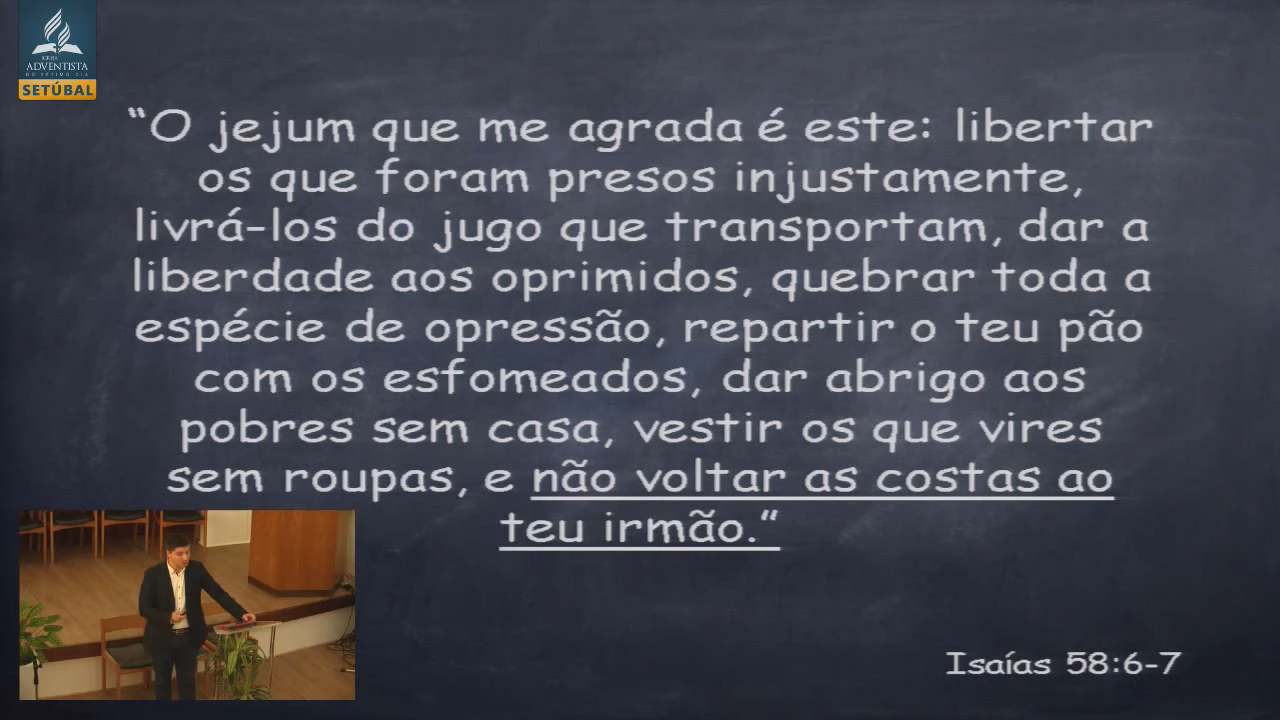 IGREJA
ADVENTISTA
DO SÉTIMO DIA
SETÚBAL
“O jejum que me agrada é este: libertar
os que foram presos injustamente,
livrá-los do jugo que transportam, dar a
liberdade aos oprimidos, quebrar toda a
espécie de opressão, repartir o teu pão
com os esfomeados, dar abrigo aos
pobres sem casa, vestir os que vires
sem roupas, e não voltar as costas ao
teu irmão.”
Isaías 58:6-7